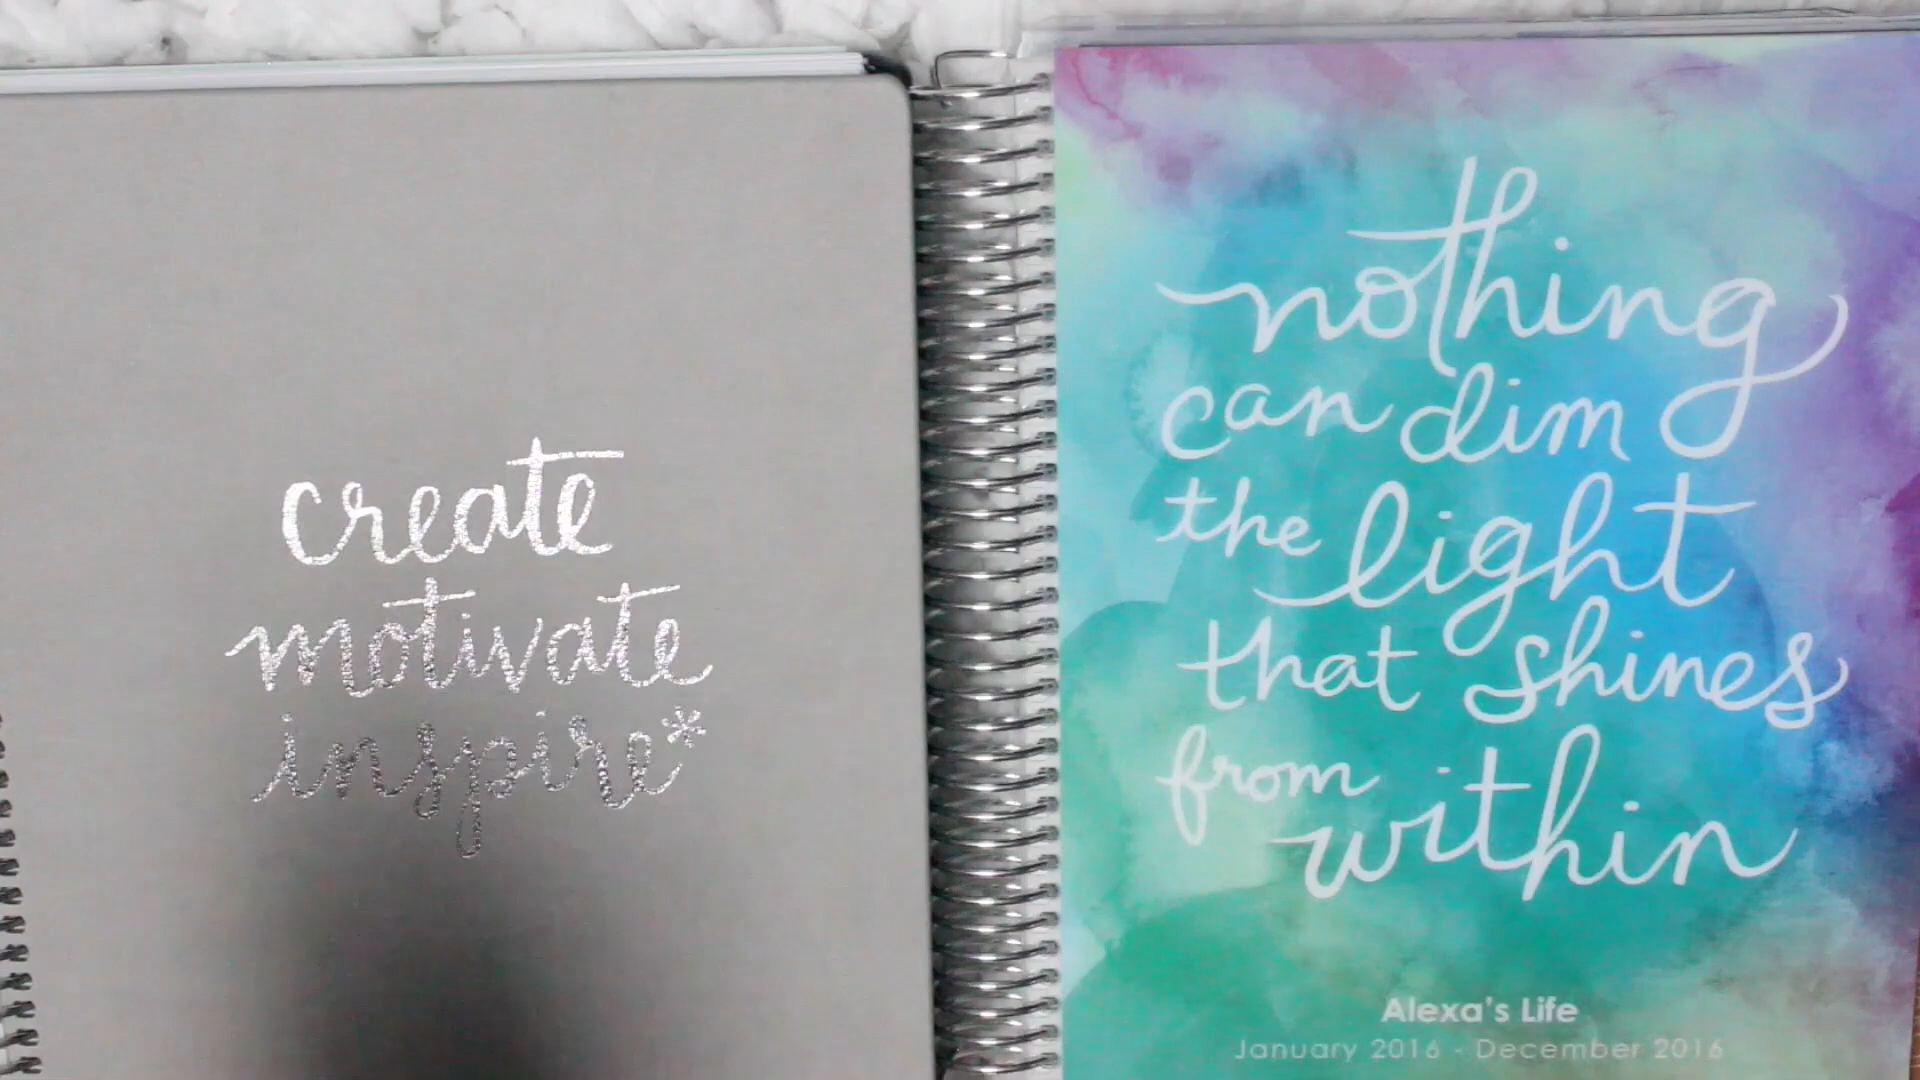 create
motivate
inspire*
nothing
can dim
the light
that shines
from
within
Alexa's Life
January 2016 - December 2016